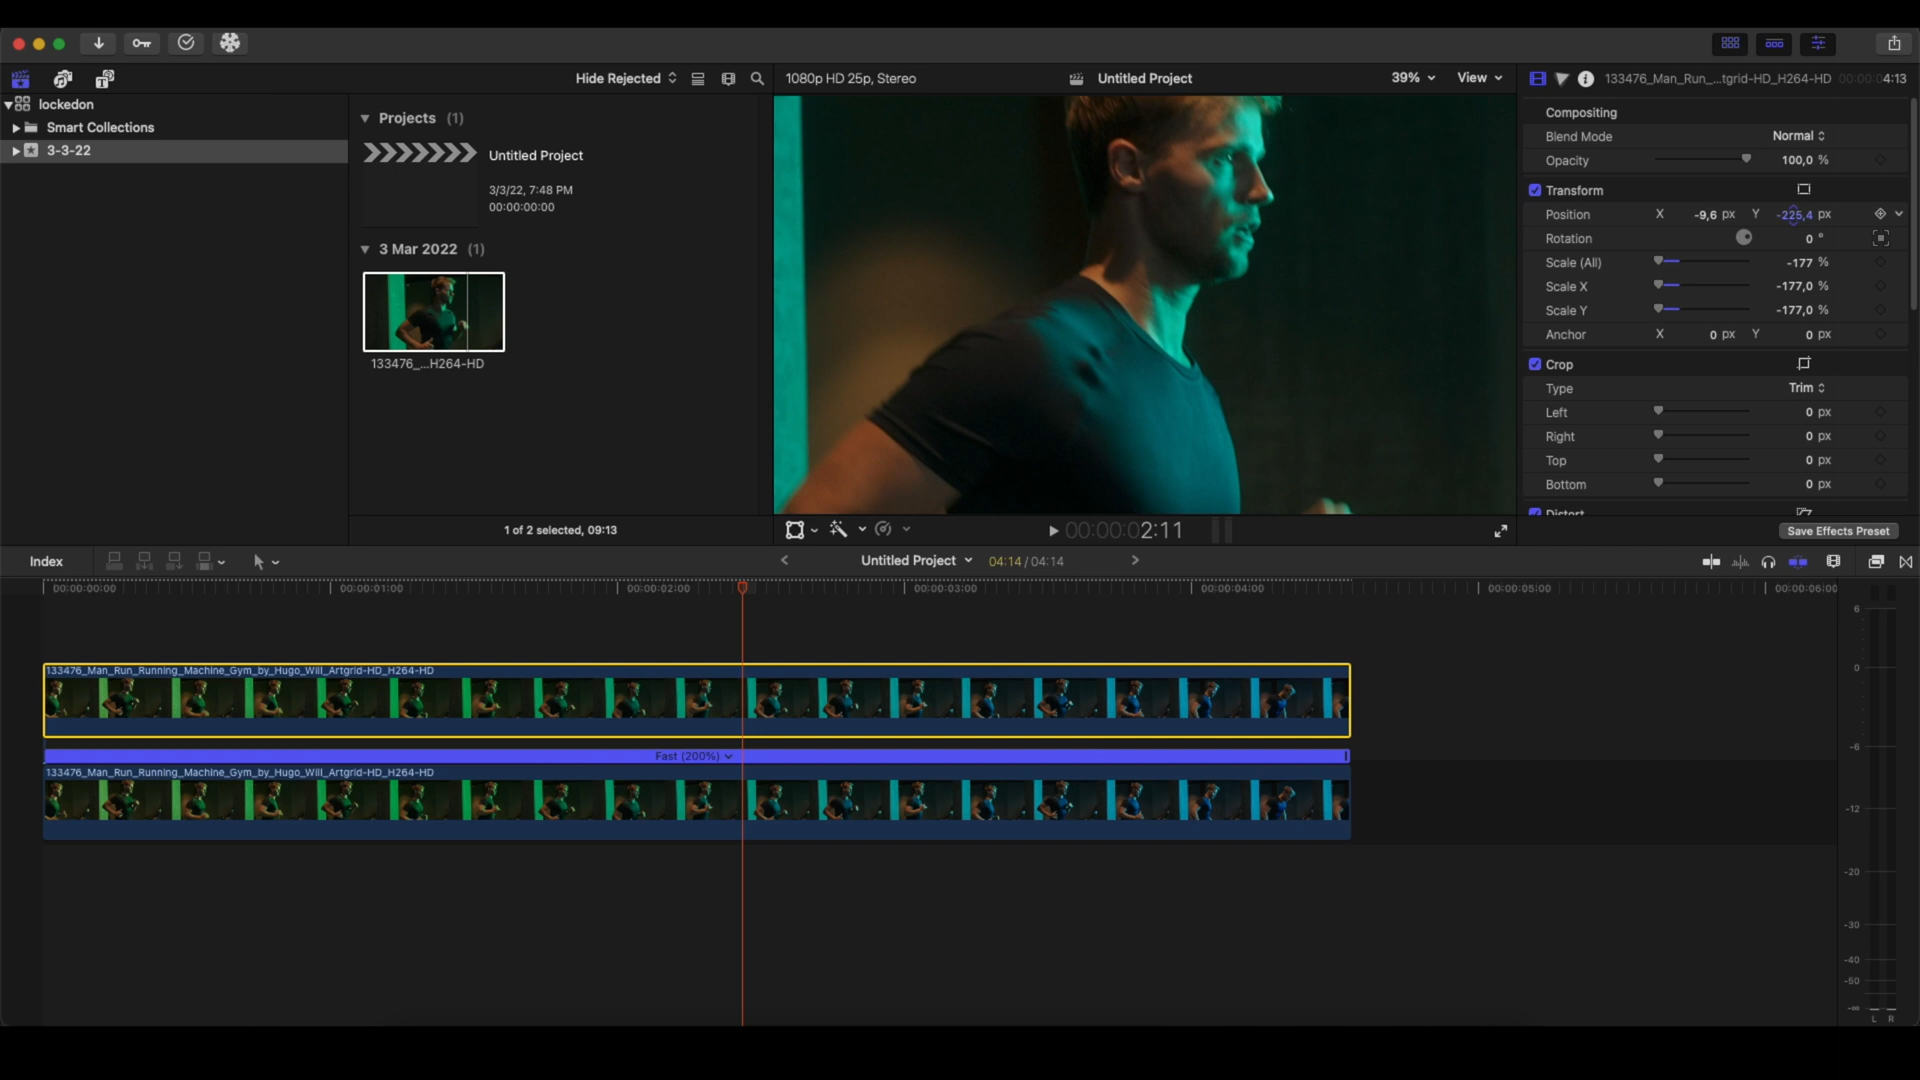 Hide Rejected
1080p HD 25p, Stereo
Untitled Project
39%
View
133476_Man_Run_...tgrid-HD_H264-HD
00:00:04:13
lockedon
Smart Collections
3-3-22
Projects (1)
Untitled Project
3/3/22, 7:48 PM
00:00:00:00
3 Mar 2022 (1)
133476_...H264-HD
1 of 2 selected, 09:13
Compositing
Blend Mode Normal
Opacity 100,0 %
Transform
Position X -9,6 px Y -225,4 px
Rotation 0 °
Scale (All) -177 %
Scale X -177,0 %
Scale Y -177,0 %
Anchor X 0 px Y 0 px
Crop
Type Trim
Left 0 px
Right 0 px
Top 0 px
Bottom 0 px
Distort
00:00:02:11
Save Effects Preset
Index
Untitled Project
04:14 / 04:14
00:00:00:00 00:00:01:00 00:00:02:00 00:00:03:00 00:00:04:00 00:00:05:00 00:00:06:00
133476_Man_Run_Running_Machine_Gym_by_Hugo_Will_Artgrid-HD_H264-HD
Fast (200%)
133476_Man_Run_Running_Machine_Gym_by_Hugo_Will_Artgrid-HD_H264-HD
6
0
-6
-12
-20
-30
-40
-50
-∞
L R